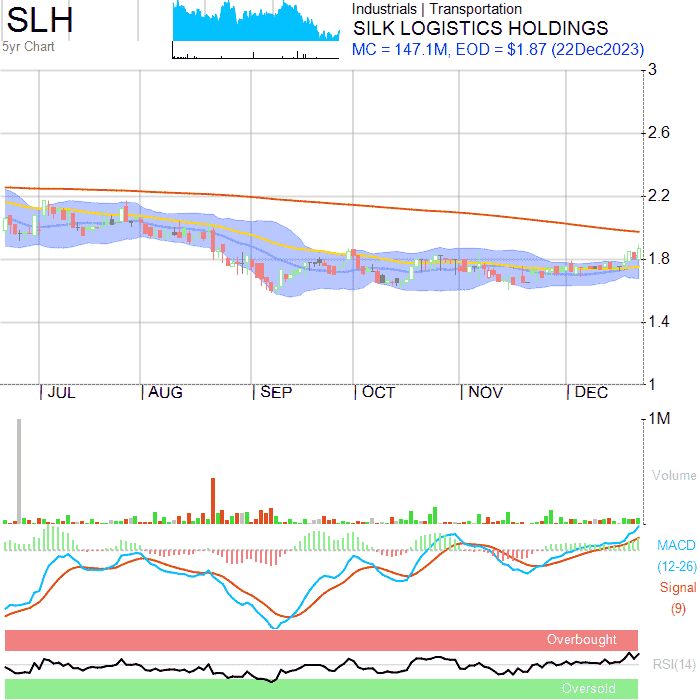 SLH
5yr Chart
Industrials | Transportation
SILK LOGISTICS HOLDINGS
MC = 147.1M, EOD = $1.87 (22Dec2023)
3
2.6
2.2
1.8
1.4
1
JUL AUG SEP OCT NOV DEC
1M
Volume
MACD
(12-26)
Signal
(9)
Overbought
RSI(14)
Oversold